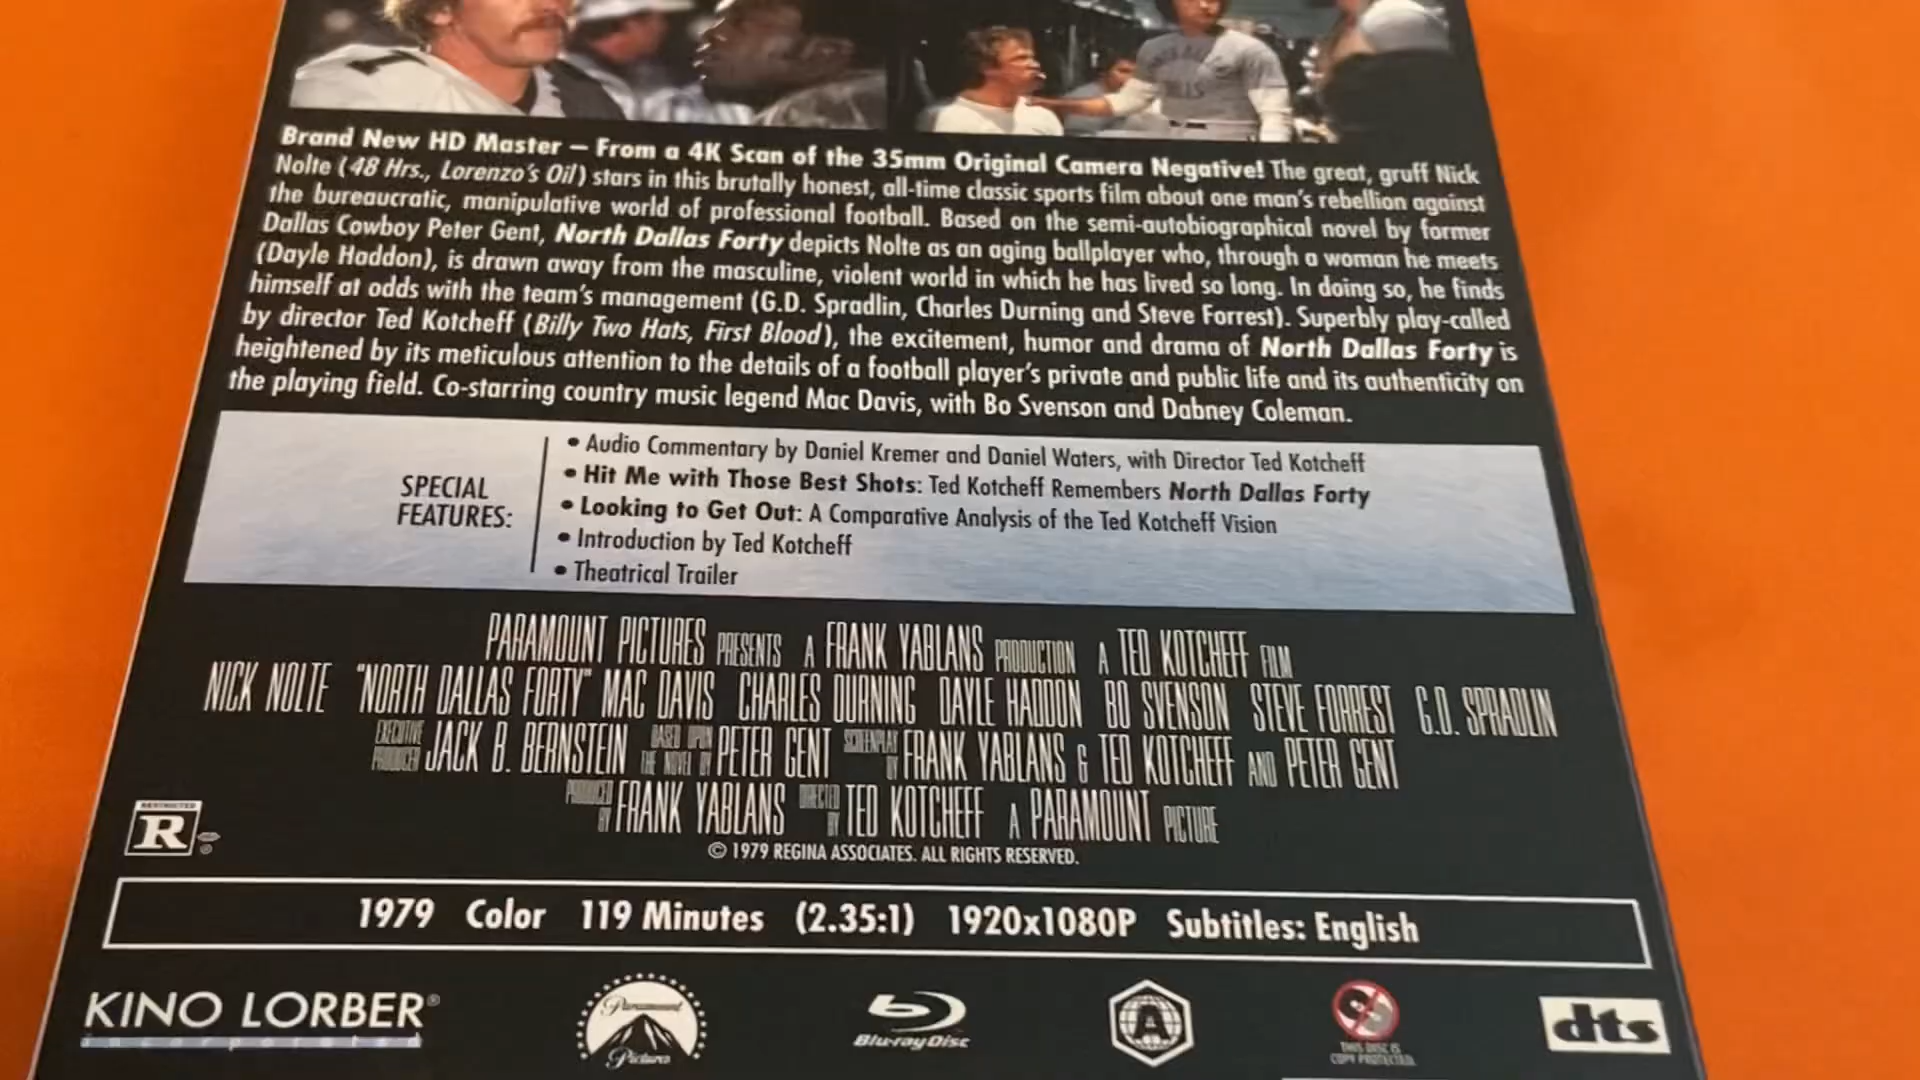 Brand New HD Master – From a 4K Scan of the 35mm Original Camera Negative! The great, gruff Nick
Nolte (48 Hrs., Lorenzo's Oil) stars in this brutally honest, all-time classic sports film about one man's rebellion against
the bureaucratic, manipulative world of professional football. Based on the semi-autobiographical novel by former
Dallas Cowboy Peter Gent, North Dallas Forty depicts Nolte as an aging ballplayer who, through a woman he meets
(Dayle Haddon), is drawn away from the masculine, violent world in which he has lived so long. In doing so, he finds
himself at odds with the team's management (G.D. Spradlin, Charles Durning and Steve Forrest). Superbly play-called
by director Ted Kotcheff (Billy Two Hats, First Blood), the excitement, humor and drama of North Dallas Forty is
heightened by its meticulous attention to the details of a football player's private and public life and its authenticity on
the playing field. Co-starring country music legend Mac Davis, with Bo Svenson and Dabney Coleman.
SPECIAL
FEATURES:
• Audio Commentary by Daniel Kremer and Daniel Waters, with Director Ted Kotcheff
• Hit Me with Those Best Shots: Ted Kotcheff Remembers North Dallas Forty
• Looking to Get Out: A Comparative Analysis of the Ted Kotcheff Vision
• Introduction by Ted Kotcheff
• Theatrical Trailer
PARAMOUNT PICTURES PRESENTS A FRANK YABLANS PRODUCTION A TED KOTCHEFF FILM
NICK NOLTE "NORTH DALLAS FORTY" MAC DAVIS CHARLES DURNING DAYLE HADDON BO SVENSON STEVE FORREST G.D. SPRADLIN
EXECUTIVE PRODUCER JACK B. BERNSTEIN BASED UPON THE NOVEL BY PETER GENT SCREENPLAY BY FRANK YABLANS & TED KOTCHEFF AND PETER GENT
PRODUCED BY FRANK YABLANS DIRECTED BY TED KOTCHEFF A PARAMOUNT PICTURE
© 1979 REGINA ASSOCIATES. ALL RIGHTS RESERVED.
RESTRICTED
R
1979 Color 119 Minutes (2.35:1) 1920x1080P Subtitles: English
KINO LORBER®
incorporated
Paramount
Pictures
Blu-ray Disc
A
THIS DISC IS
COPY PROTECTED.
dts